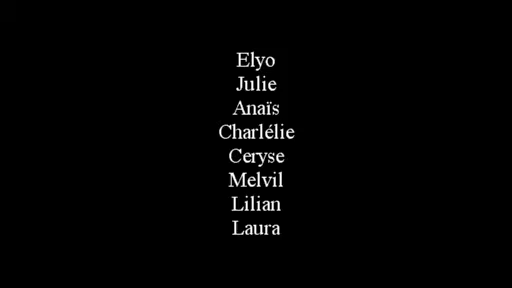 Elyo
Julie
Anaïs
Charlélie
Ceryse
Melvil
Lilian
Laura